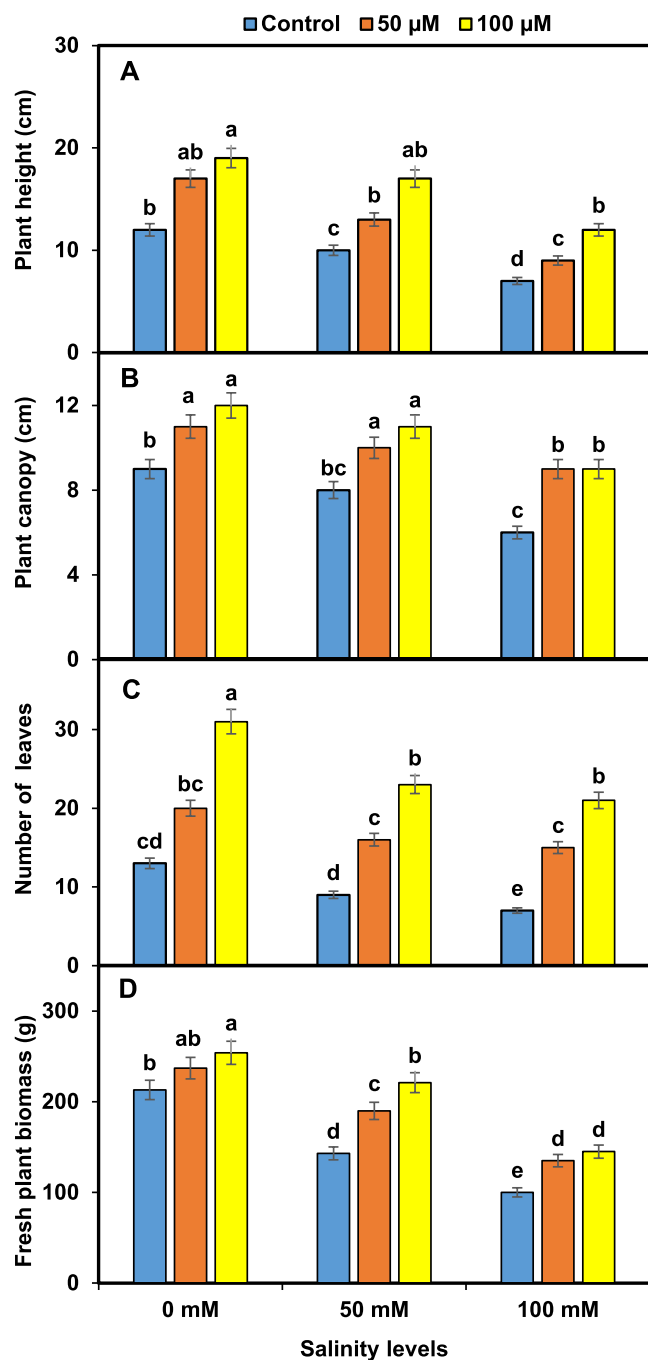 Control 50 µM 100 µM
A
Plant height (cm)
30
20
10
0
b ab a c b ab d c b
B
Plant canopy (cm)
12
8
4
0
b a a bc a a c b b
C
Number of leaves
30
20
10
0
cd bc a d c b e c b
D
Fresh plant biomass (g)
300
200
100
0
b ab a d c b e d d
0 mM 50 mM 100 mM
Salinity levels